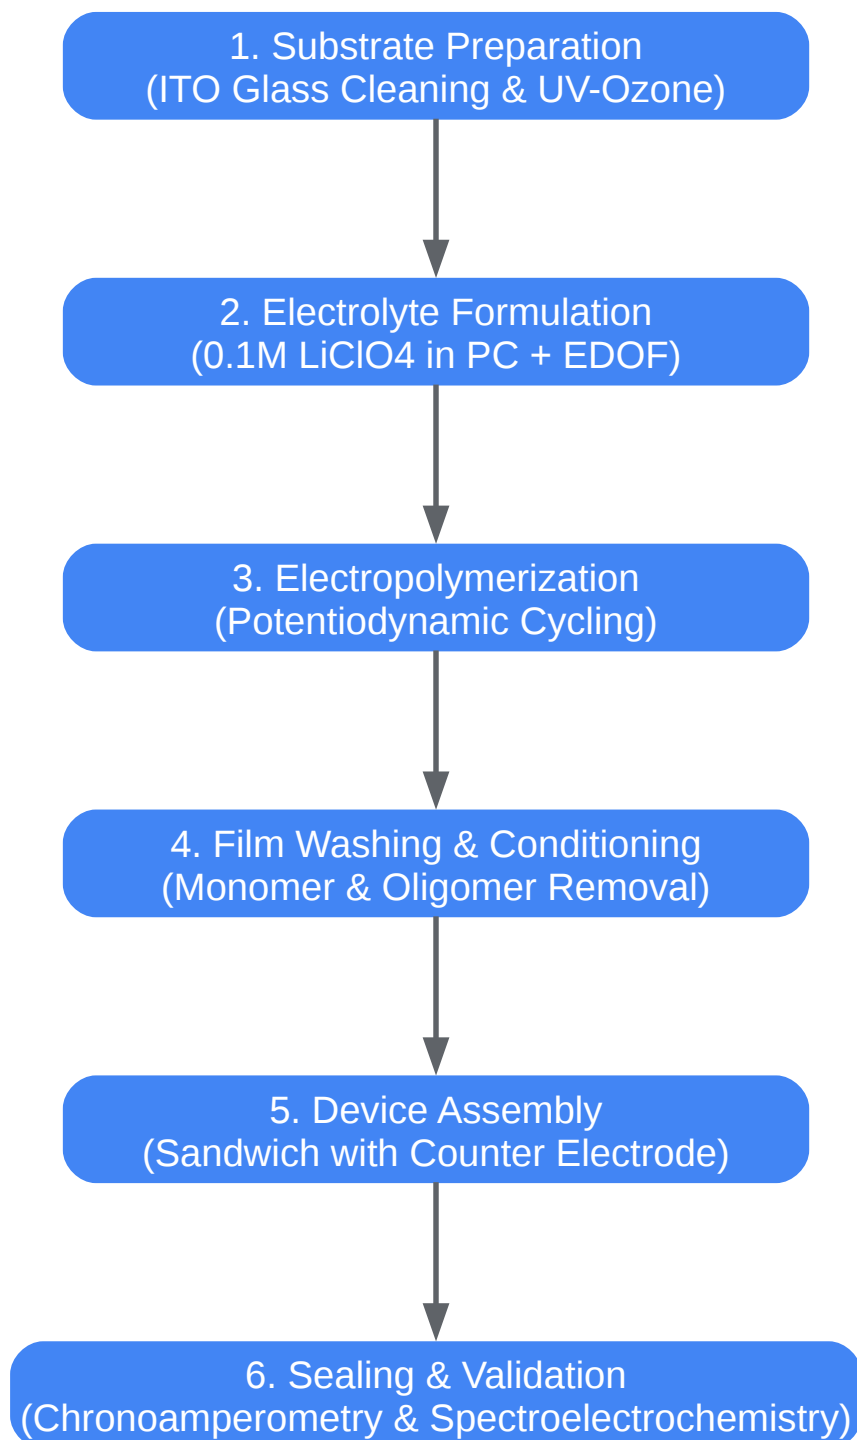 1. Substrate Preparation
(ITO Glass Cleaning & UV-Ozone)
2. Electrolyte Formulation
(0.1M LiClO4 in PC + EDOF)
3. Electropolymerization
(Potentiodynamic Cycling)
4. Film Washing & Conditioning
(Monomer & Oligomer Removal)
5. Device Assembly
(Sandwich with Counter Electrode)
6. Sealing & Validation
(Chronoamperometry & Spectroelectrochemistry)